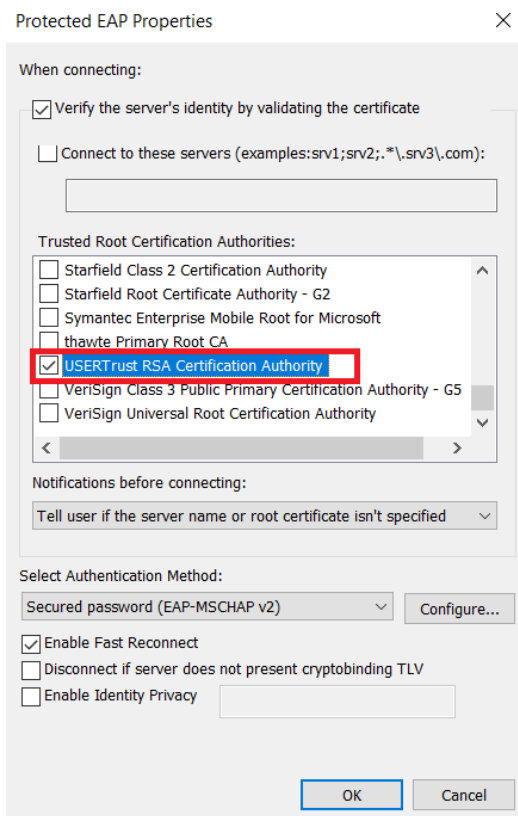 Protected EAP Properties
When connecting:
Verify the server's identity by validating the certificate
Connect to these servers (examples:srv1;srv2;.*\.srv3\.com):
Trusted Root Certification Authorities:
Starfield Class 2 Certification Authority
Starfield Root Certificate Authority - G2
Symantec Enterprise Mobile Root for Microsoft
thawte Primary Root CA
USERTrust RSA Certification Authority
VeriSign Class 3 Public Primary Certification Authority - G5
VeriSign Universal Root Certification Authority
Notifications before connecting:
Tell user if the server name or root certificate isn't specified
Select Authentication Method:
Secured password (EAP-MSCHAP v2)
Configure...
Enable Fast Reconnect
Disconnect if server does not present cryptobinding TLV
Enable Identity Privacy
OK
Cancel